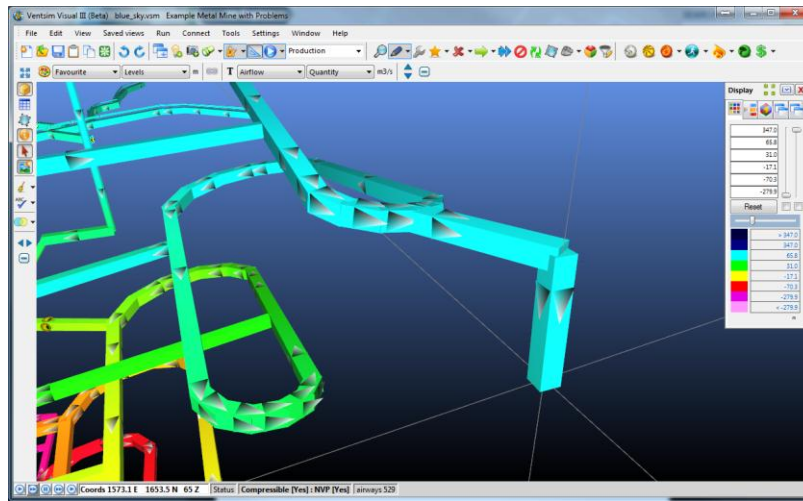 Ventsim Visual III (Beta) blue_sky.vsm Example Metal Mine with Problems
File Edit View Saved views Run Connect Tools Settings Window Help
Production
Favourite Levels m T Airflow Quantity m3/s
Display
347.0
65.8
31.0
-17.1
-70.3
-279.9
Reset
+ 347.0
347.0
65.8
31.0
-17.1
-70.3
-279.9
< -279.9
Coords 1573.1 E 1653.5 N 65 Z Status Compressible [Yes] : NVP [Yes] airways 529